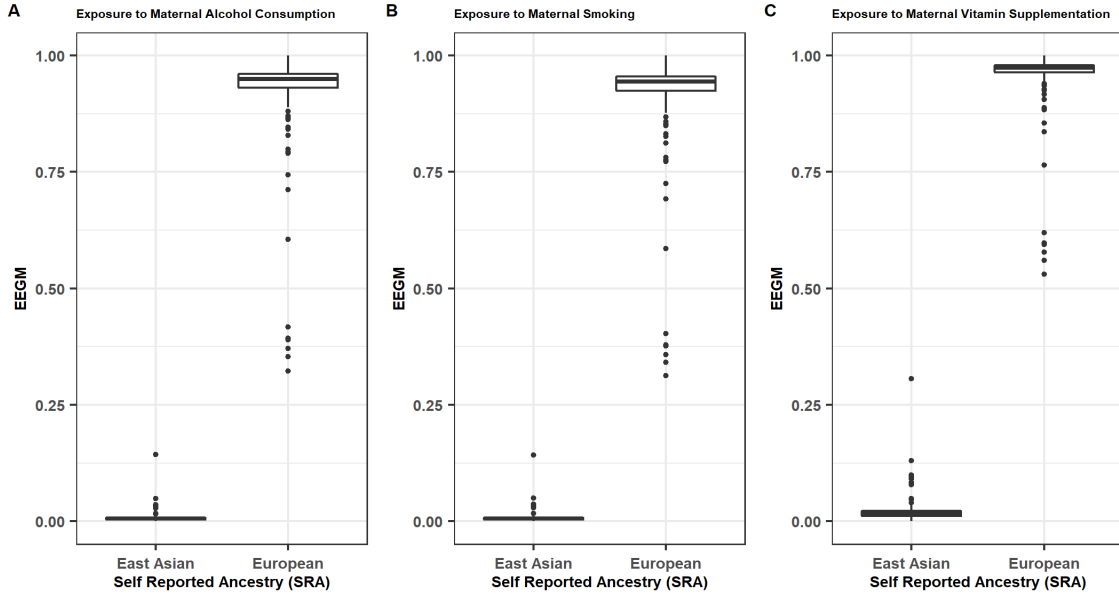 A Exposure to Maternal Alcohol Consumption
EEGM
1.00
0.75
0.50
0.25
0.00
East Asian European
Self Reported Ancestry (SRA)
B Exposure to Maternal Smoking
EEGM
1.00
0.75
0.50
0.25
0.00
East Asian European
Self Reported Ancestry (SRA)
C Exposure to Maternal Vitamin Supplementation
EEGM
1.00
0.75
0.50
0.25
0.00
East Asian European
Self Reported Ancestry (SRA)